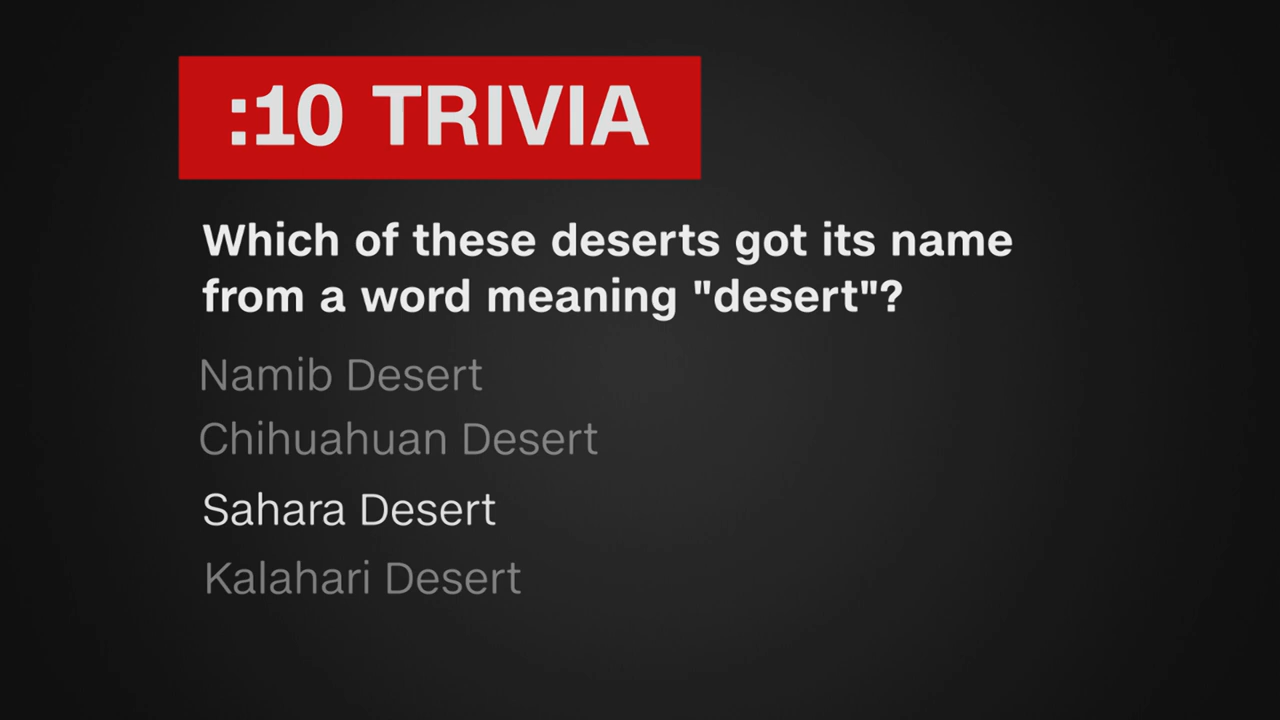 :10 TRIVIA
Which of these deserts got its name
from a word meaning "desert"?
Namib Desert
Chihuahuan Desert
Sahara Desert
Kalahari Desert